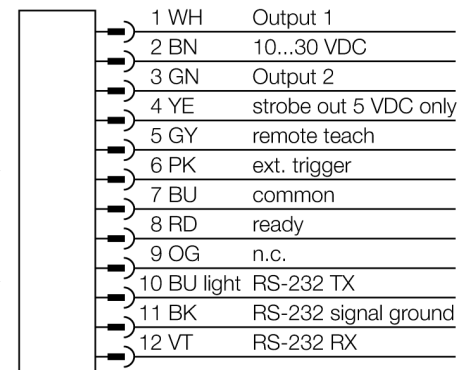 1 WH Output 1
2 BN 10...30 VDC
3 GN Output 2
4 YE strobe out 5 VDC only
5 GY remote teach
6 PK ext. trigger
7 BU common
8 RD ready
9 OG n.c.
10 BU light RS-232 TX
11 BK RS-232 signal ground
12 VT RS-232 RX